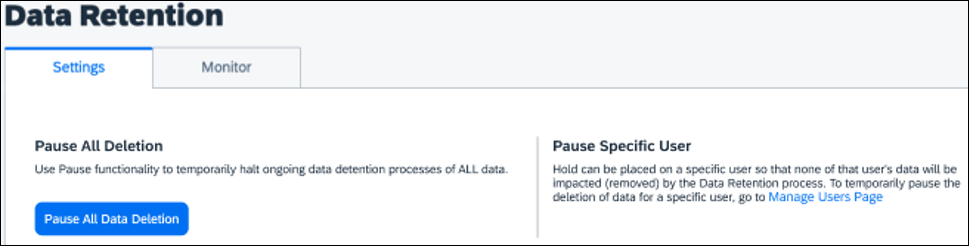 Data Retention
Settings
Monitor
Pause All Deletion
Use Pause functionality to temporarily halt ongoing data detention processes of ALL data.
Pause All Data Deletion
Pause Specific User
Hold can be placed on a specific user so that none of that user's data will be
impacted (removed) by the Data Retention process. To temporarily pause the
deletion of data for a specific user, go to Manage Users Page